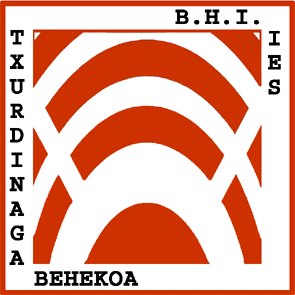 B.H.I.
IES
TXURDINAGA
BEHEKOA